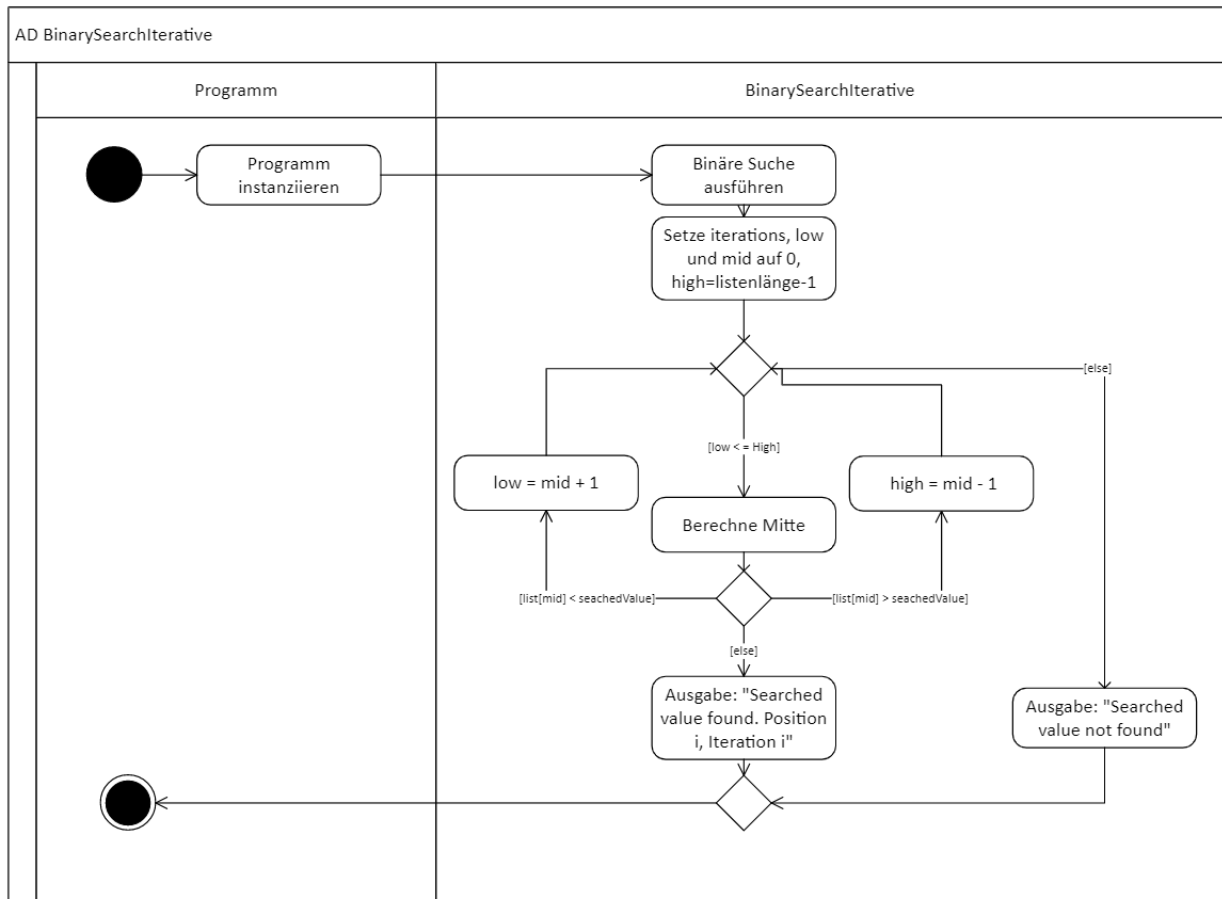 AD BinarySearchIterative
Programm
BinarySearchIterative
Programm
instanziieren
Binäre Suche
ausführen
Setze iterations, low
und mid auf 0,
high=listenlänge-1
[else]
[low < = High]
low = mid + 1
high = mid - 1
Berechne Mitte
[list[mid] < seachedValue]
[list[mid] > seachedValue]
[else]
Ausgabe: "Searched
value found. Position
i, Iteration i"
Ausgabe: "Searched
value not found"